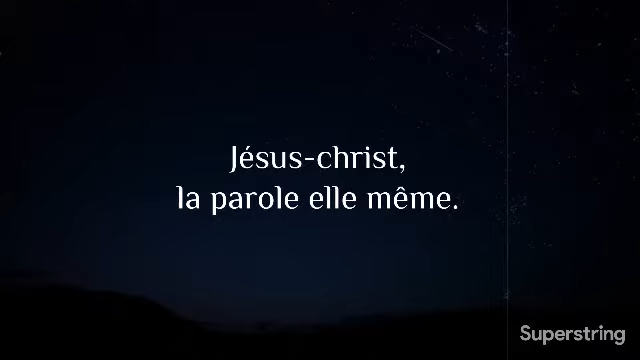 Jésus-christ,
la parole elle même.
Superstring